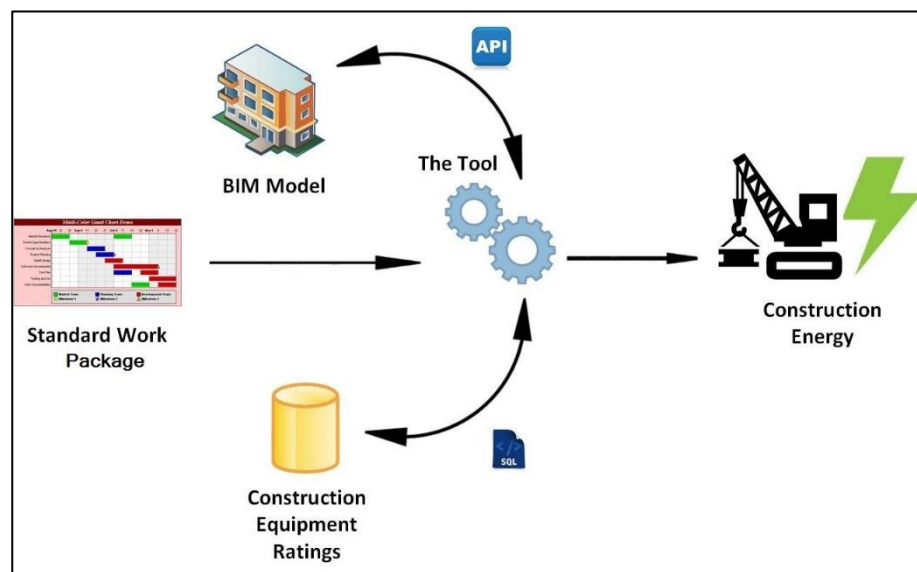 API
The Tool
BIM Model
Multi-Color Gantt Chart Demo
Standard Work
Package
Construction
Energy
</>
SQL
Construction
Equipment
Ratings